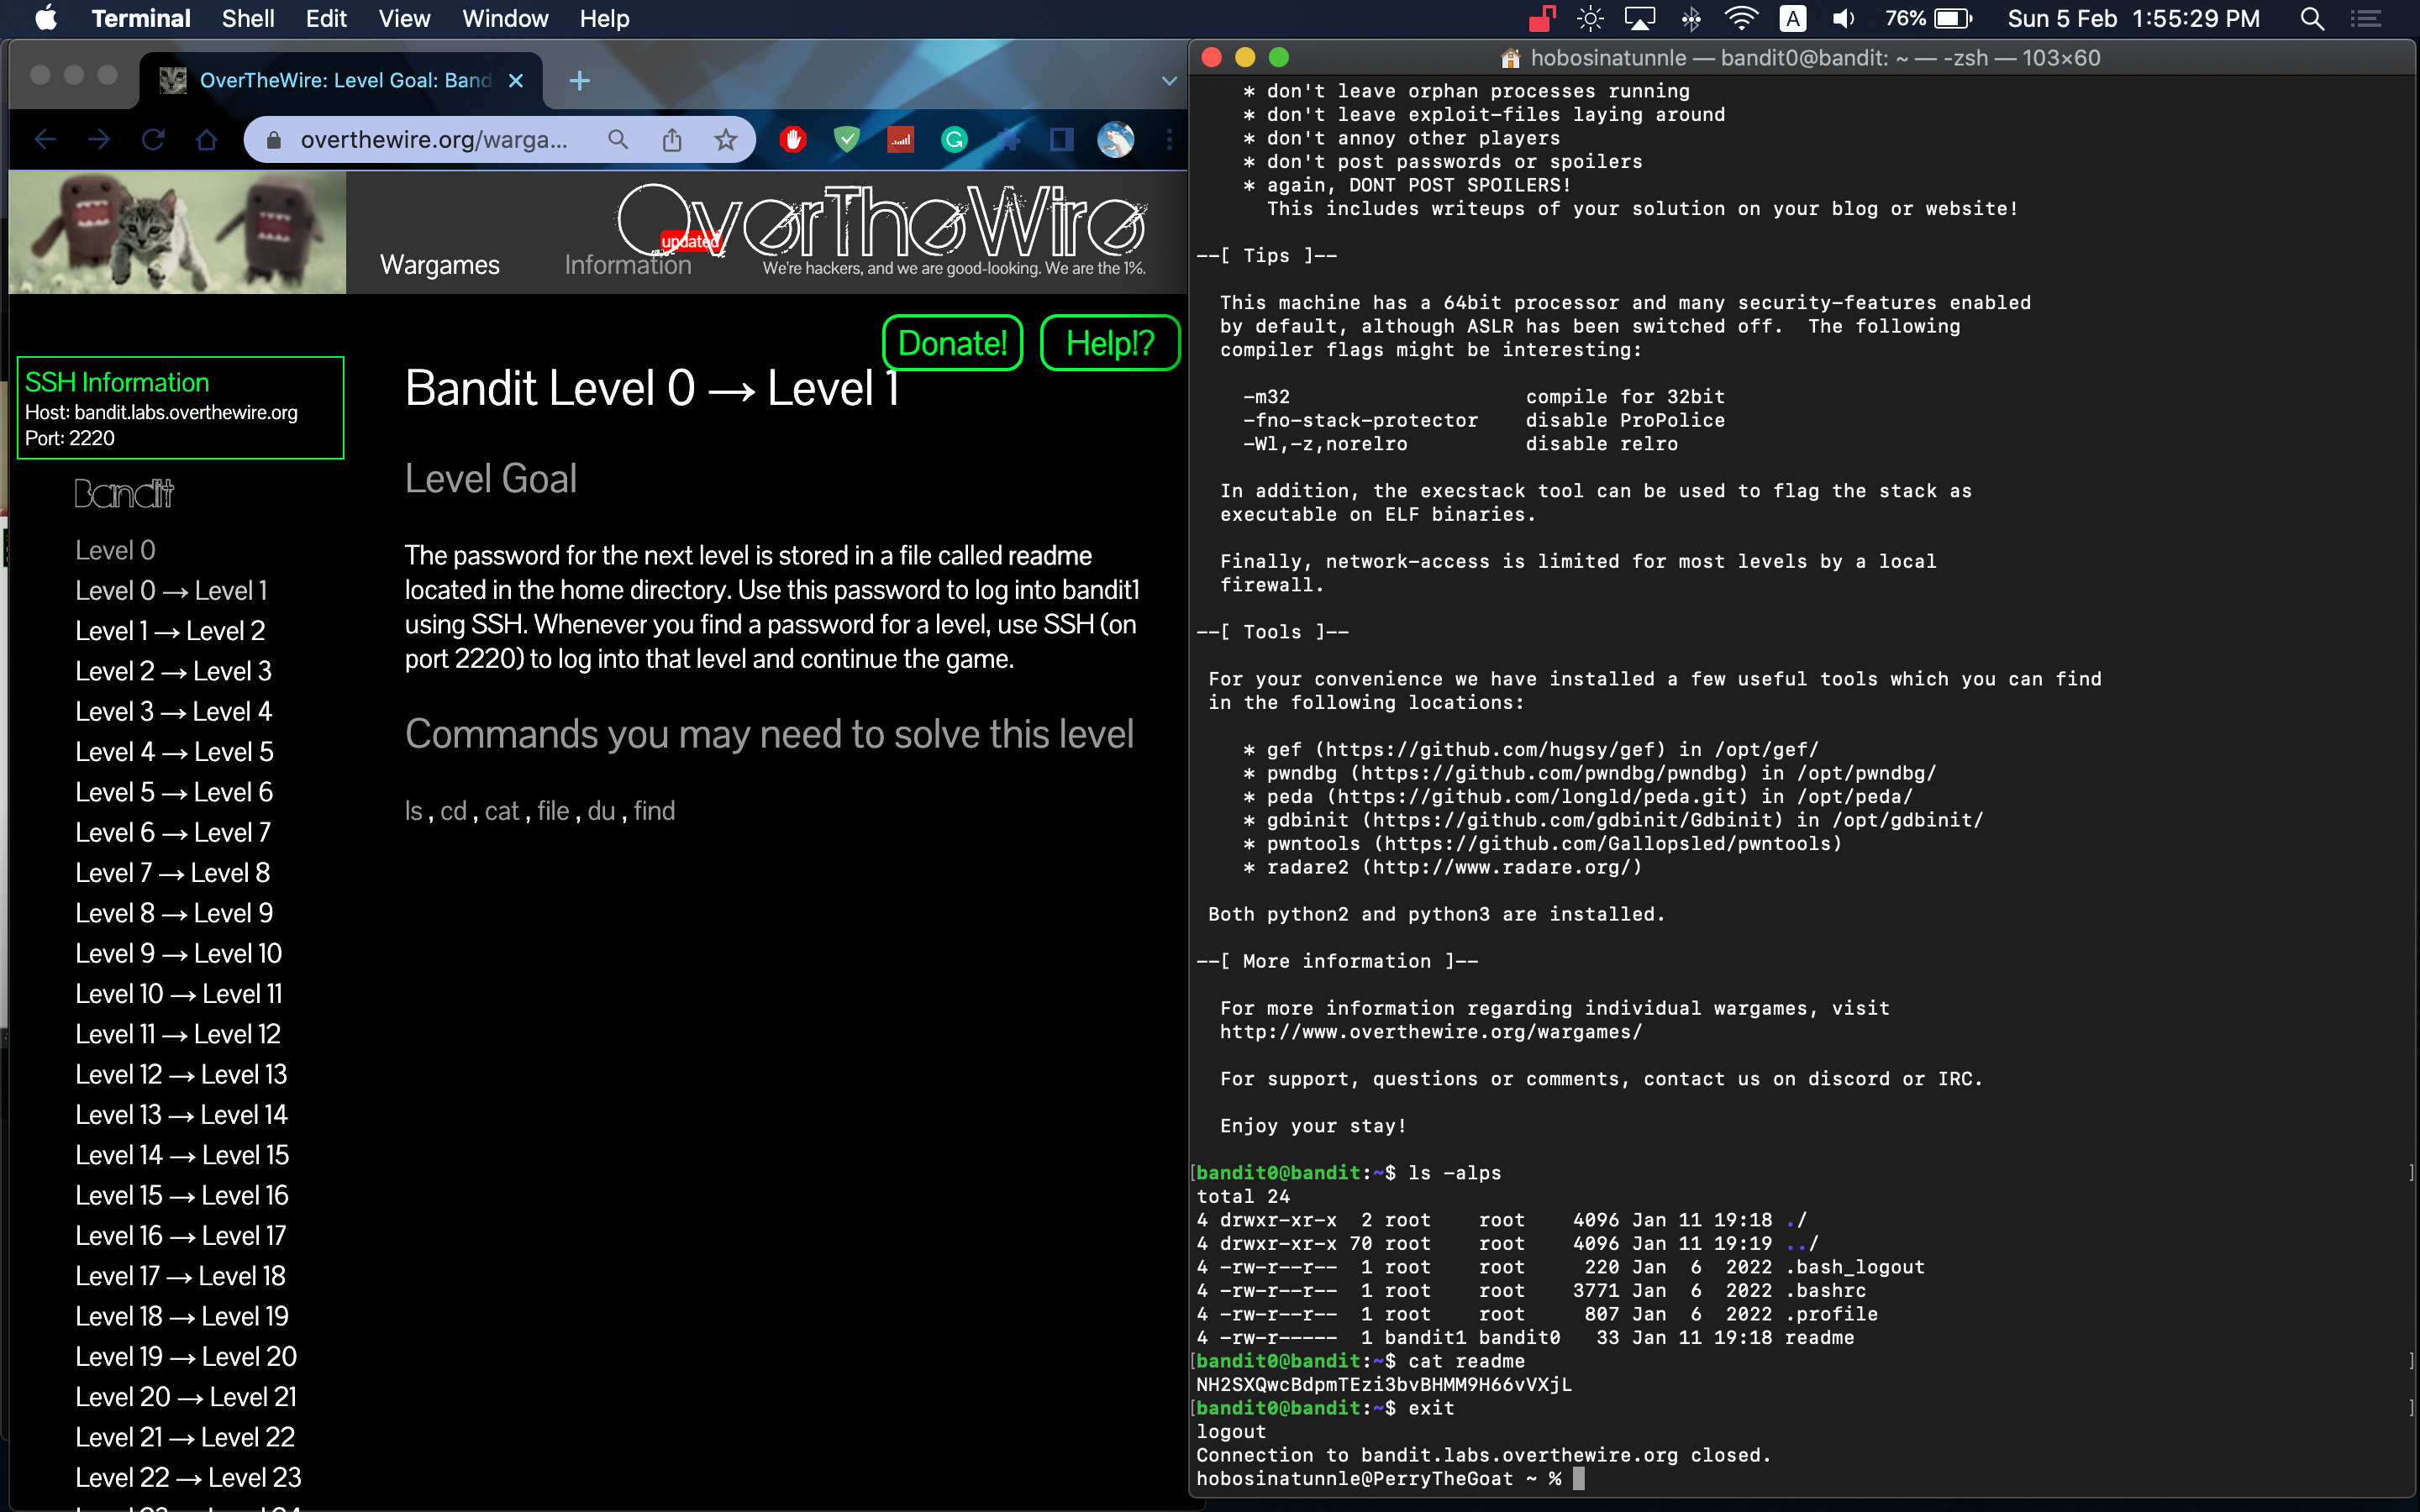 Terminal Shell Edit View Window Help
A 76% Sun 5 Feb 1:55:29 PM
OverTheWire: Level Goal: Band
overthewire.org/warga...
Wargames
Information
updated
OverTheWire
We're hackers, and we are good-looking. We are the 1%.
Donate!
Help!?
SSH Information
Host: bandit.labs.overthewire.org
Port: 2220
Bandit
Level 0
Level 0 → Level 1
Level 1 → Level 2
Level 2 → Level 3
Level 3 → Level 4
Level 4 → Level 5
Level 5 → Level 6
Level 6 → Level 7
Level 7 → Level 8
Level 8 → Level 9
Level 9 → Level 10
Level 10 → Level 11
Level 11 → Level 12
Level 12 → Level 13
Level 13 → Level 14
Level 14 → Level 15
Level 15 → Level 16
Level 16 → Level 17
Level 17 → Level 18
Level 18 → Level 19
Level 19 → Level 20
Level 20 → Level 21
Level 21 → Level 22
Level 22 → Level 23
Bandit Level 0 → Level 1
Level Goal
The password for the next level is stored in a file called readme
located in the home directory. Use this password to log into bandit1
using SSH. Whenever you find a password for a level, use SSH (on
port 2220) to log into that level and continue the game.
Commands you may need to solve this level
ls , cd , cat , file , du , find
hobosinatunnle — bandit0@bandit: ~ — -zsh — 103×60
* don't leave orphan processes running
* don't leave exploit-files laying around
* don't annoy other players
* don't post passwords or spoilers
* again, DONT POST SPOILERS!
This includes writeups of your solution on your blog or website!
--[ Tips ]--
This machine has a 64bit processor and many security-features enabled
by default, although ASLR has been switched off. The following
compiler flags might be interesting:
-m32 compile for 32bit
-fno-stack-protector disable ProPolice
-Wl,-z,norelro disable relro
In addition, the execstack tool can be used to flag the stack as
executable on ELF binaries.
Finally, network-access is limited for most levels by a local
firewall.
--[ Tools ]--
For your convenience we have installed a few useful tools which you can find
in the following locations:
* gef (https://github.com/hugsy/gef) in /opt/gef/
* pwndbg (https://github.com/pwndbg/pwndbg) in /opt/pwndbg/
* peda (https://github.com/longld/peda.git) in /opt/peda/
* gdbinit (https://github.com/gdbinit/Gdbinit) in /opt/gdbinit/
* pwntools (https://github.com/Gallopsled/pwntools)
* radare2 (http://www.radare.org/)
Both python2 and python3 are installed.
--[ More information ]--
For more information regarding individual wargames, visit
http://www.overthewire.org/wargames/
For support, questions or comments, contact us on discord or IRC.
Enjoy your stay!
[bandit0@bandit:~$ ls -alps ]
total 24
4 drwxr-xr-x 2 root root 4096 Jan 11 19:18 ./
4 drwxr-xr-x 70 root root 4096 Jan 11 19:19 ../
4 -rw-r--r-- 1 root root 220 Jan 6 2022 .bash_logout
4 -rw-r--r-- 1 root root 3771 Jan 6 2022 .bashrc
4 -rw-r--r-- 1 root root 807 Jan 6 2022 .profile
4 -rw-r----- 1 bandit1 bandit0 33 Jan 11 19:18 readme
[bandit0@bandit:~$ cat readme ]
NH2SXQwcBdpmTEzi3bvBHMM9H66vVXjL
[bandit0@bandit:~$ exit ]
logout
Connection to bandit.labs.overthewire.org closed.
hobosinatunnle@PerryTheGoat ~ %